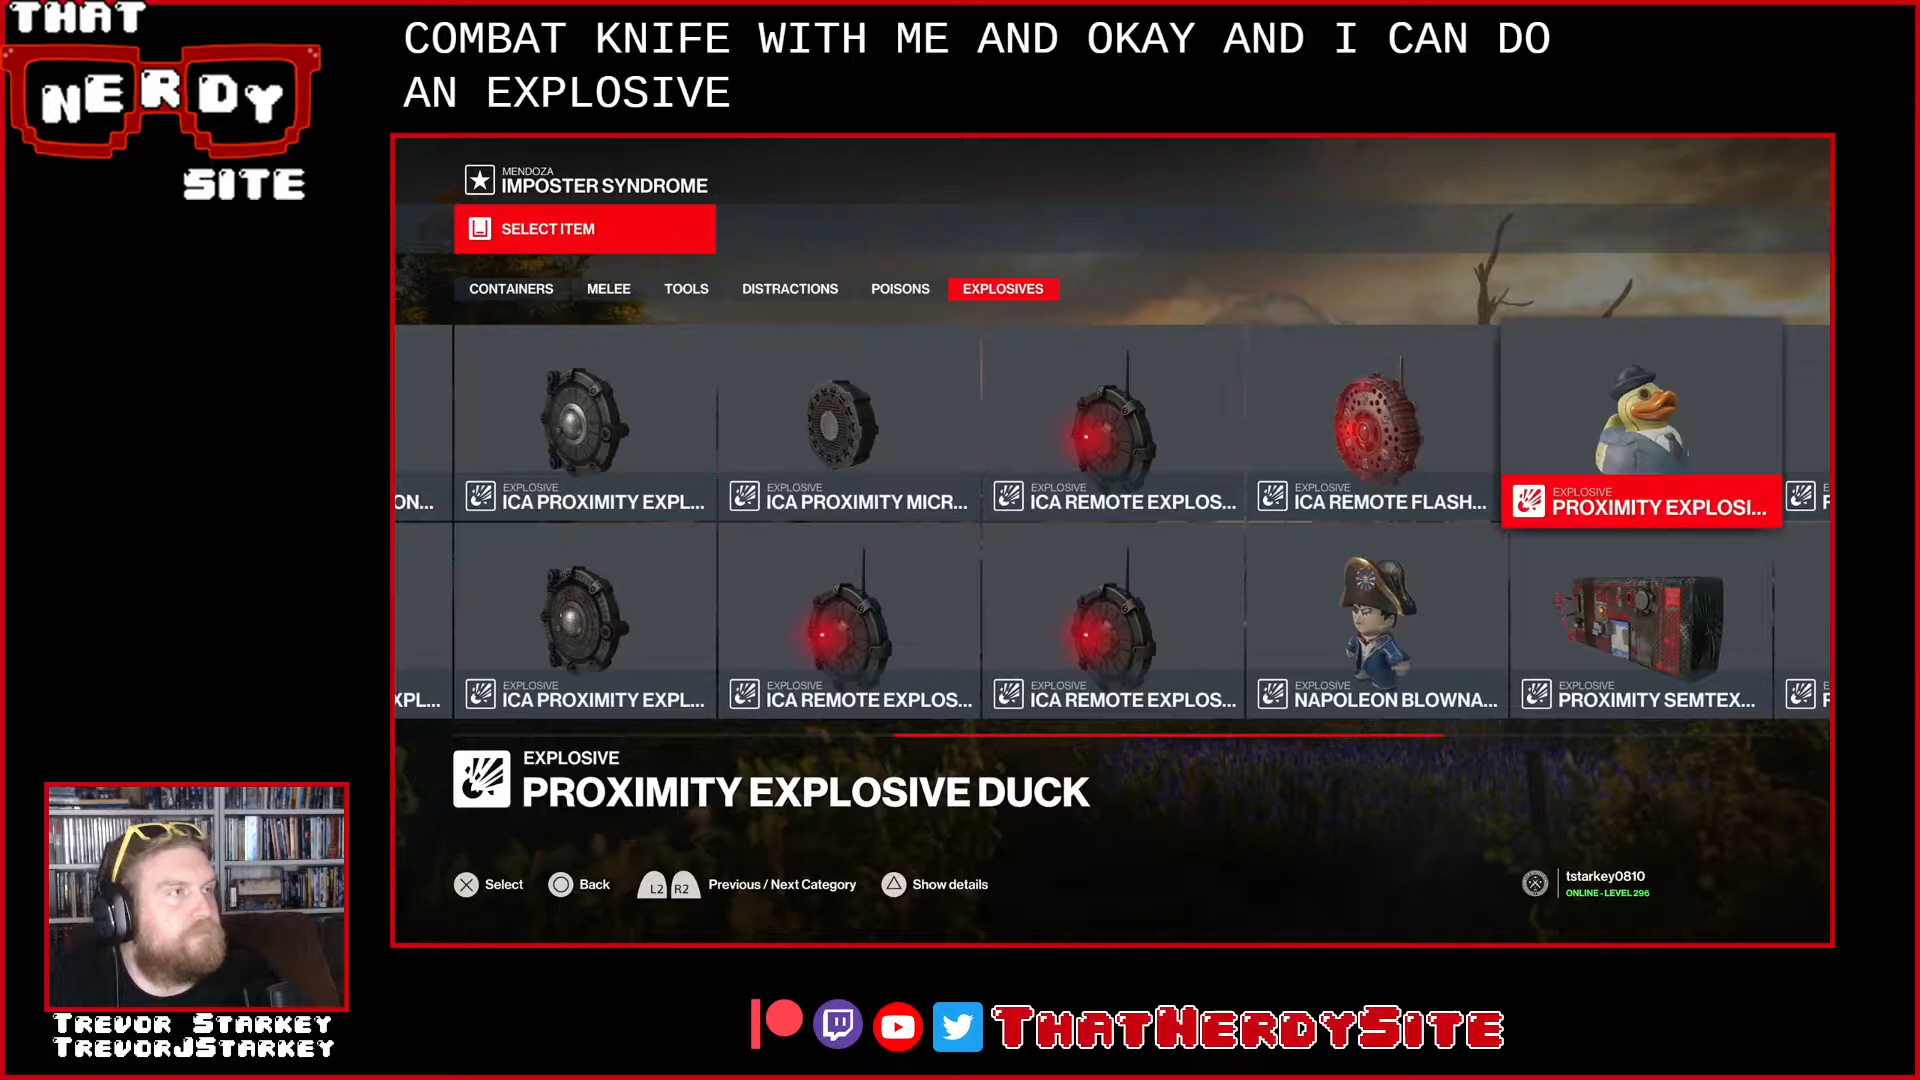 THAT
NERDY
SITE
COMBAT KNIFE WITH ME AND OKAY AND I CAN DO
AN EXPLOSIVE
MENDOZA
IMPOSTER SYNDROME
SELECT ITEM
CONTAINERS MELEE TOOLS DISTRACTIONS POISONS EXPLOSIVES
ON...
EXPLOSIVE
ICA PROXIMITY EXPL...
EXPLOSIVE
ICA PROXIMITY MICR...
EXPLOSIVE
ICA REMOTE EXPLOS...
EXPLOSIVE
ICA REMOTE FLASH...
EXPLOSIVE
PROXIMITY EXPLOSI...
XPL...
EXPLOSIVE
ICA PROXIMITY EXPL...
EXPLOSIVE
ICA REMOTE EXPLOS...
EXPLOSIVE
ICA REMOTE EXPLOS...
EXPLOSIVE
NAPOLEON BLOWNA...
EXPLOSIVE
PROXIMITY SEMTEX...
EXPLOSIVE
PROXIMITY EXPLOSIVE DUCK
Select Back L2 R2 Previous / Next Category Show details
tstarkey0810
ONLINE - LEVEL 296
TREVOR STARKEY
TREVORJSTARKEY
THATNERDYSITE